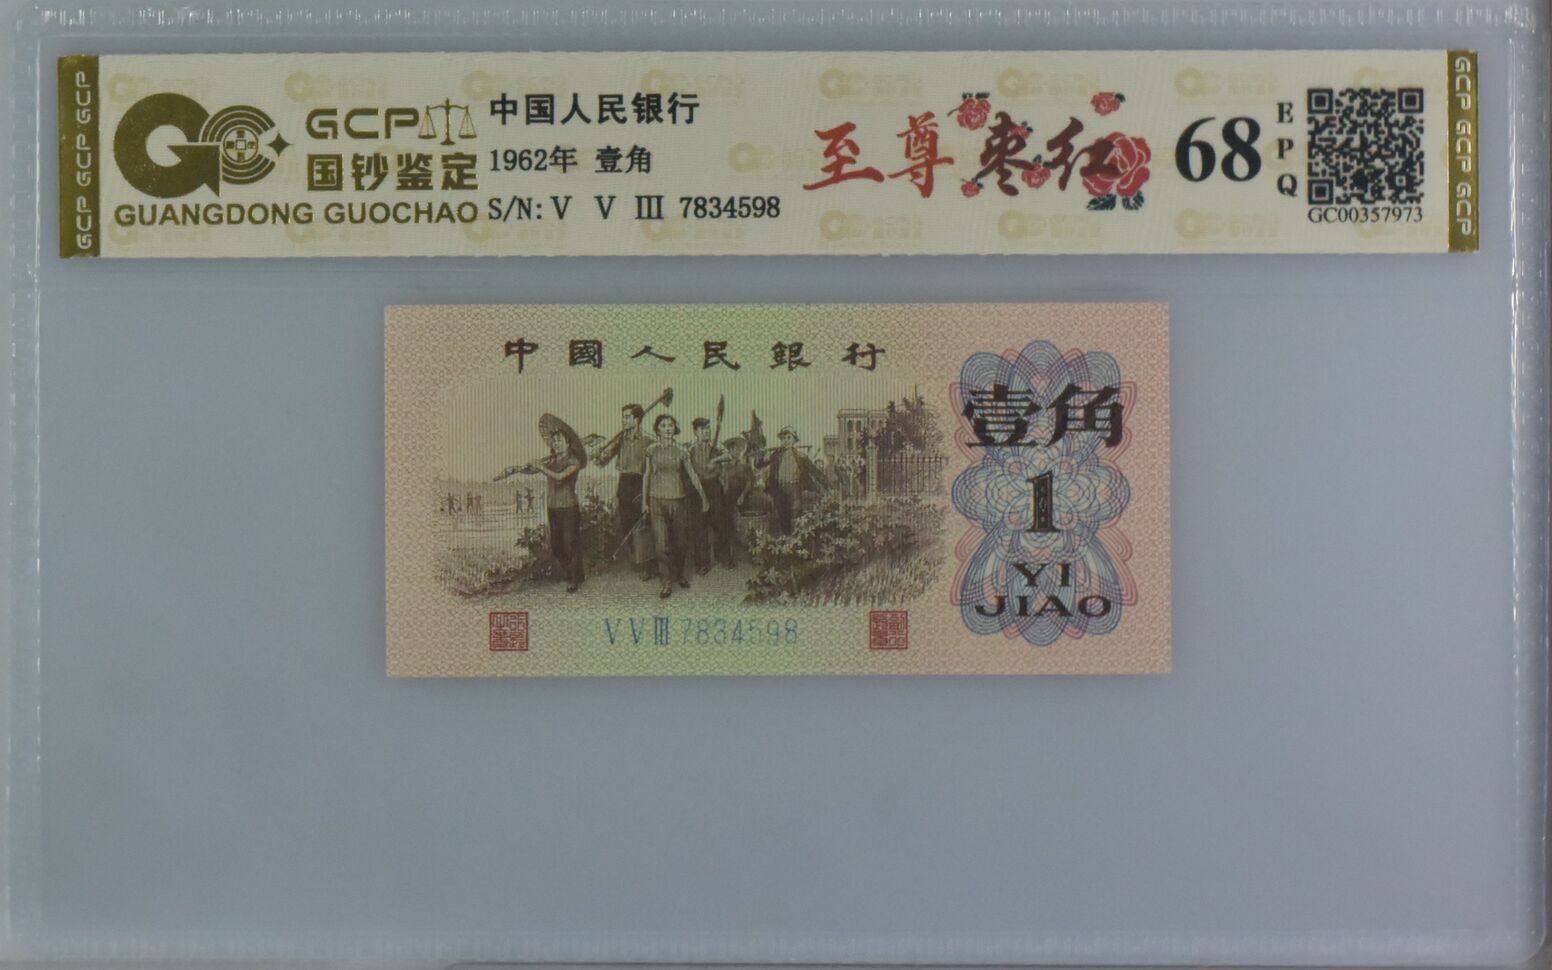 GCP GCP GCP
GCP
国钞鉴定
GUANGDONG GUOCHAO
中国人民银行
1962年 壹角
S/N: V V III 7834598
至尊枣红
68
EPQ
GC00357973
GCP GCP GCP
中國人民銀行
壹角
1
YI
JIAO
V V III 7834598